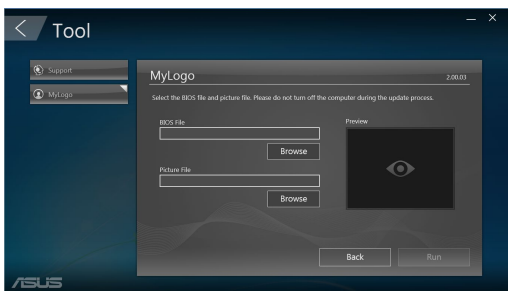 Tool
Support
MyLogo
MyLogo
2.00.03
Select the BIOS file and picture file. Please do not turn off the computer during the update process.
BIOS File
Browse
Picture File
Browse
Preview
Back
Run
ASUS